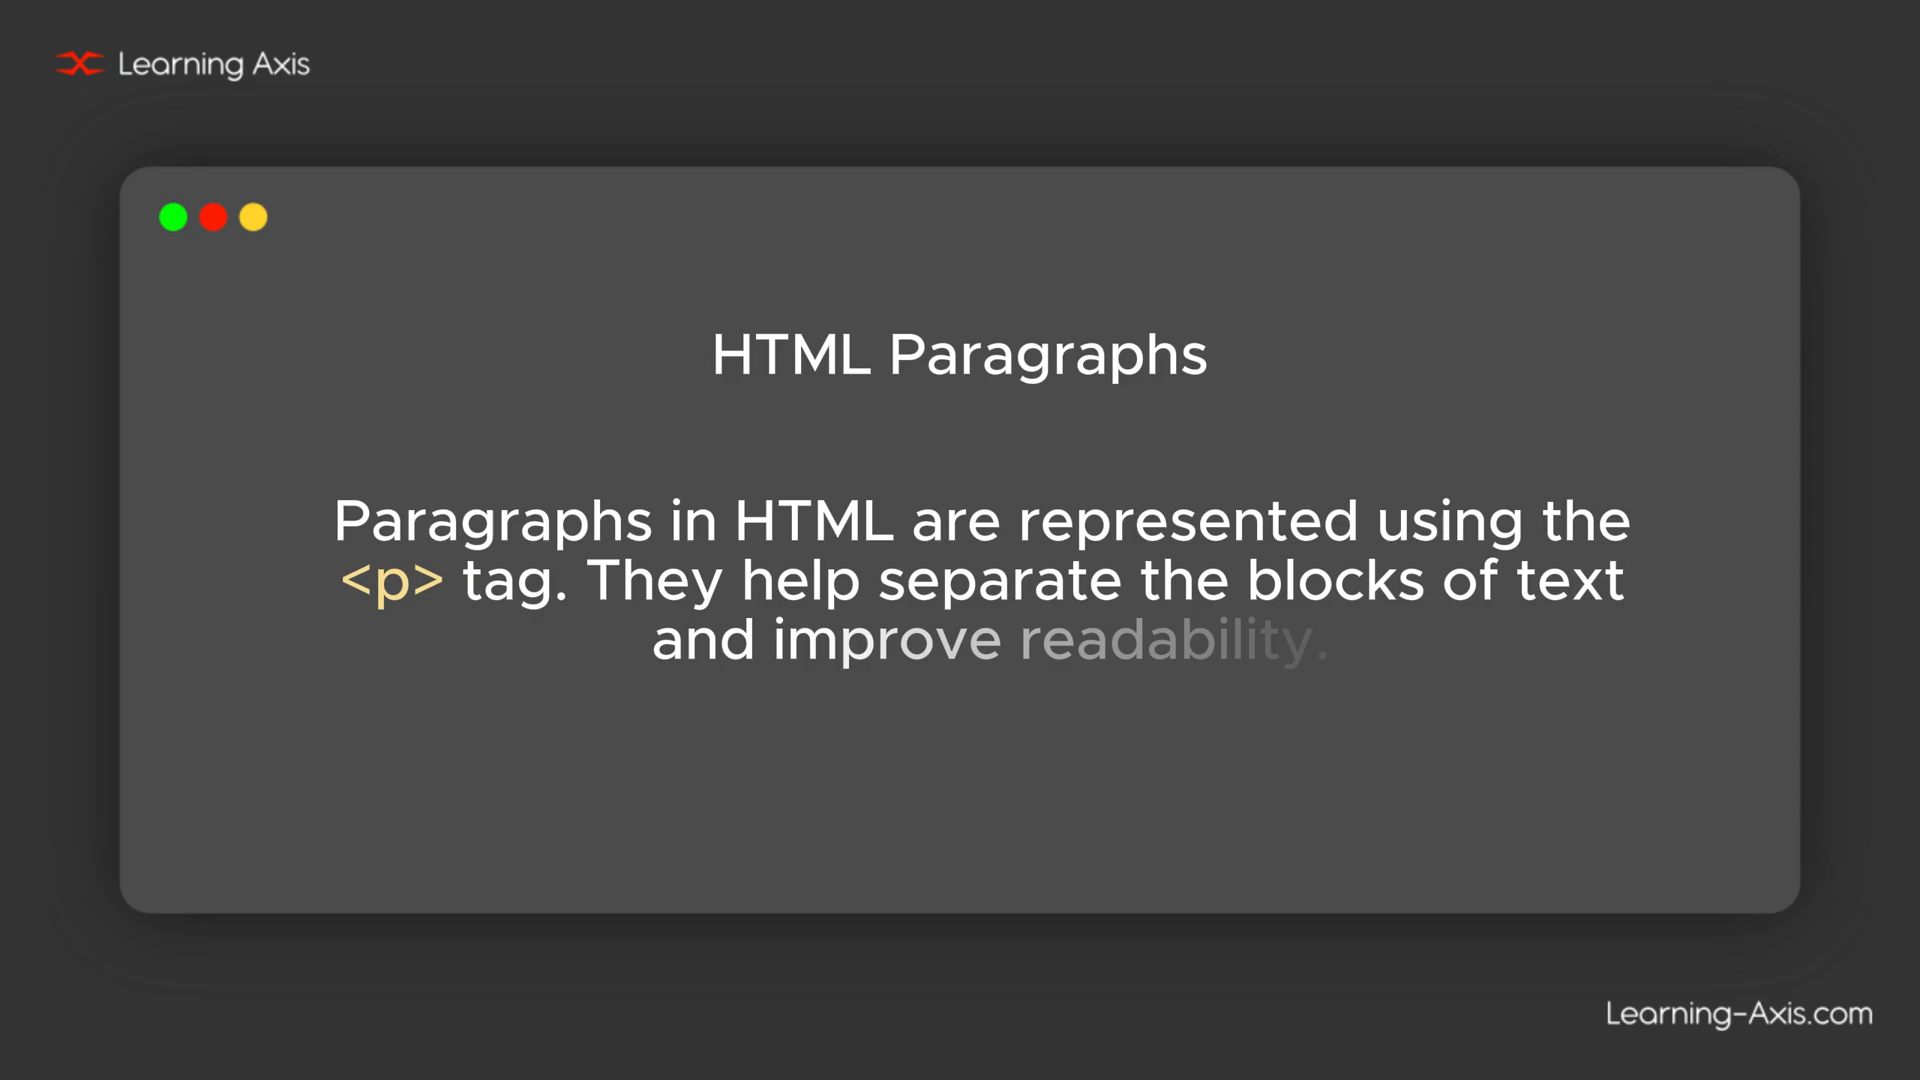 Learning Axis
HTML Paragraphs
Paragraphs in HTML are represented using the
<p> tag. They help separate the blocks of text
and improve readability.
Learning-Axis.com